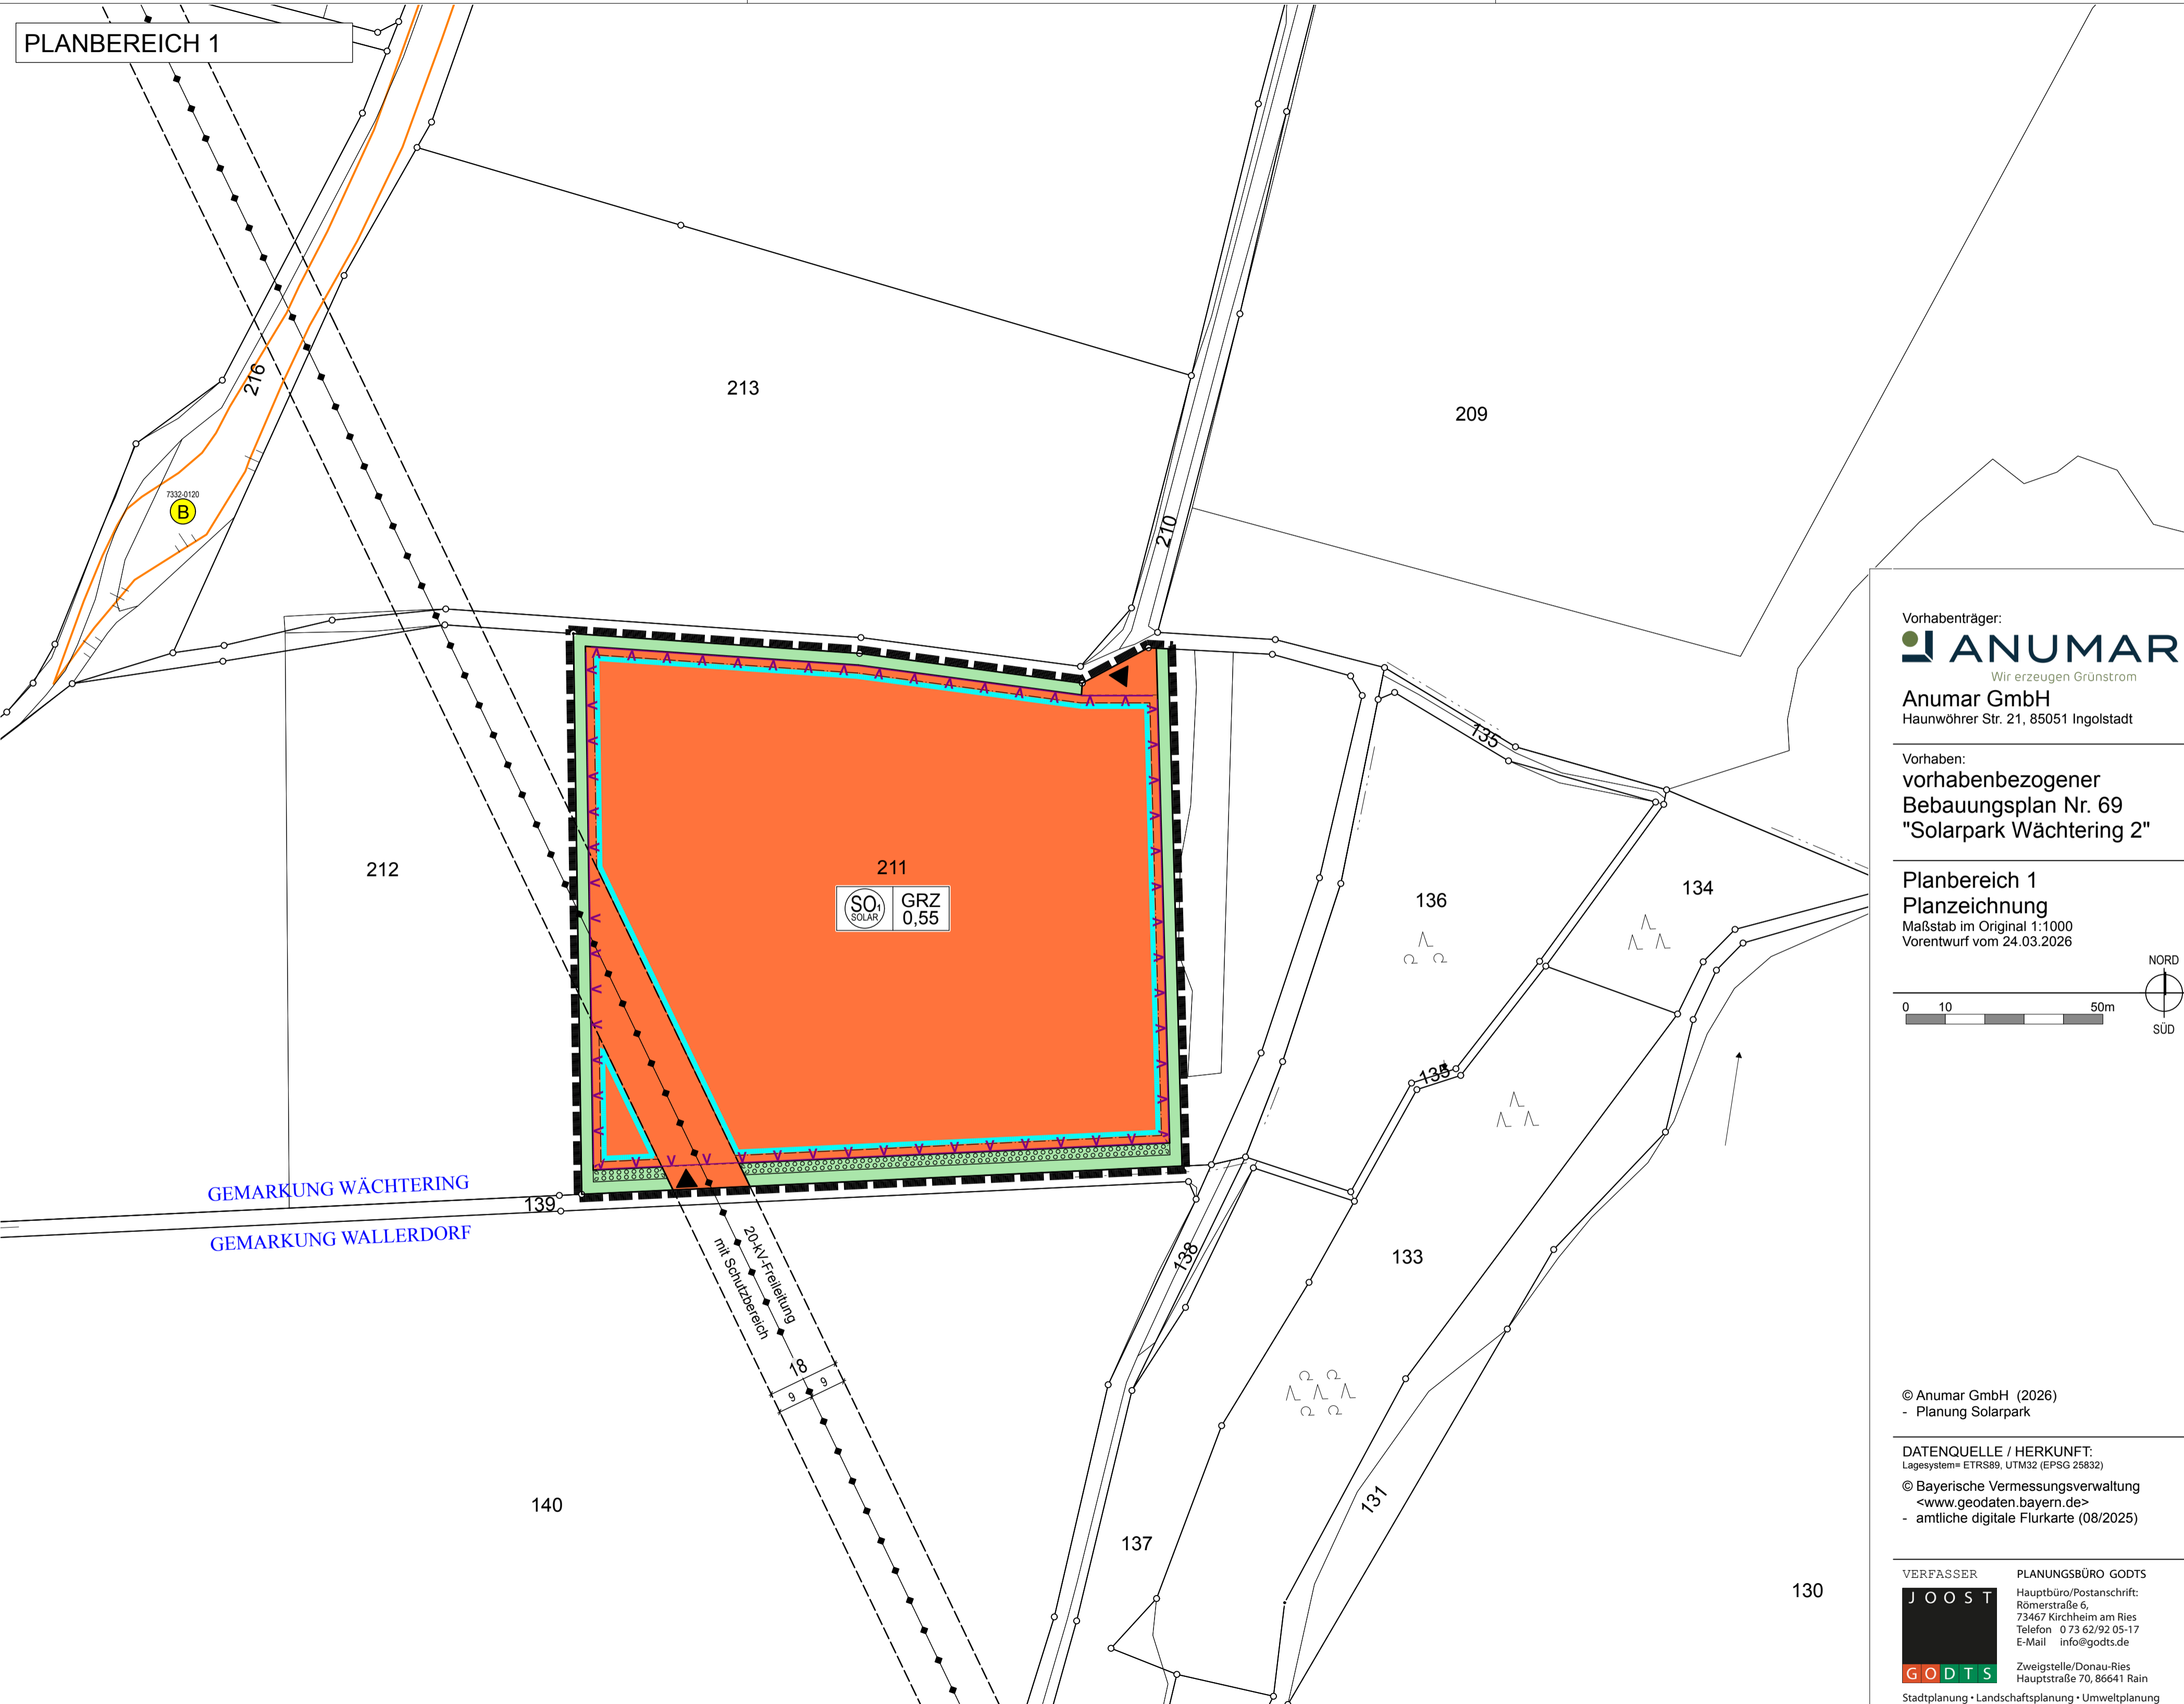 PLANBEREICH 1
216
213
209
7332-0120
B
210
212
211
SO1
SOLAR
GRZ
0,55
135
136
134
135
GEMARKUNG WÄCHTERING
139
GEMARKUNG WALLERDORF
20-kV-Freileitung
mit Schutzbereich
138
133
18
9
9
140
131
137
130
Vorhabenträger:
ANUMAR
Wir erzeugen Grünstrom
Anumar GmbH
Haunwöhrer Str. 21, 85051 Ingolstadt
Vorhaben:
vorhabenbezogener
Bebauungsplan Nr. 69
"Solarpark Wächtering 2"
Planbereich 1
Planzeichnung
Maßstab im Original 1:1000
Vorentwurf vom 24.03.2026
NORD
0 10 50m
SÜD
© Anumar GmbH (2026)
- Planung Solarpark
DATENQUELLE / HERKUNFT:
Lagesystem= ETRS89, UTM32 (EPSG 25832)
© Bayerische Vermessungsverwaltung
<www.geodaten.bayern.de>
- amtliche digitale Flurkarte (08/2025)
VERFASSER
JOOST
GODTS
PLANUNGSBÜRO GODTS
Hauptbüro/Postanschrift:
Römerstraße 6,
73467 Kirchheim am Ries
Telefon 0 73 62/92 05-17
E-Mail info@godts.de
Zweigstelle/Donau-Ries
Hauptstraße 70, 86641 Rain
Stadtplanung • Landschaftsplanung • Umweltplanung